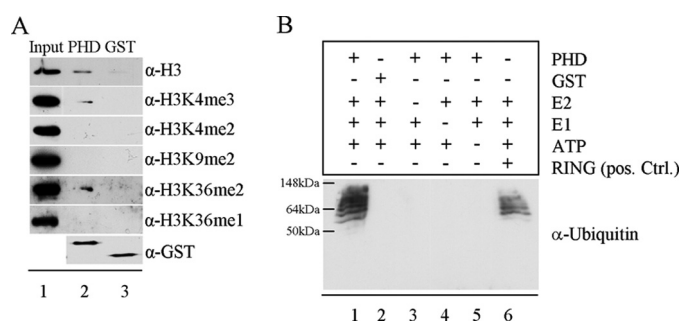 A
Input PHD GST
α-H3
α-H3K4me3
α-H3K4me2
α-H3K9me2
α-H3K36me2
α-H3K36me1
α-GST
1 2 3
B
+ - + + + - PHD
- + - - - - GST
+ + - + + + E2
+ + + - + + E1
+ + + + - + ATP
- - - - - + RING (pos. Ctrl.)
148kDa
64kDa
50kDa
α-Ubiquitin
1 2 3 4 5 6